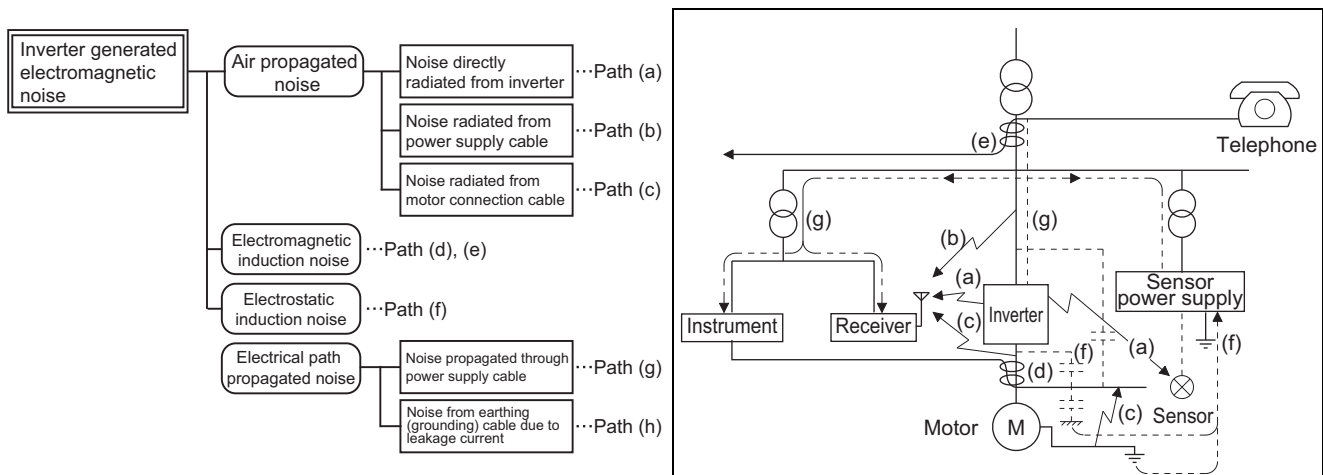 Inverter generated
electromagnetic
noise
Air propagated
noise
Noise directly
radiated from inverter
···Path (a)
Noise radiated from
power supply cable
···Path (b)
Noise radiated from
motor connection cable
···Path (c)
Electromagnetic
induction noise
···Path (d), (e)
Electrostatic
induction noise
···Path (f)
Electrical path
propagated noise
Noise propagated through
power supply cable
···Path (g)
Noise from earthing
(grounding) cable due to
leakage current
···Path (h)
Telephone
(e)
(g)
(g)
(b)
(a)
Sensor
power supply
Instrument
Receiver
Inverter
(c)
(f)
(a)
(f)
(d)
Sensor
(c)
Motor
M